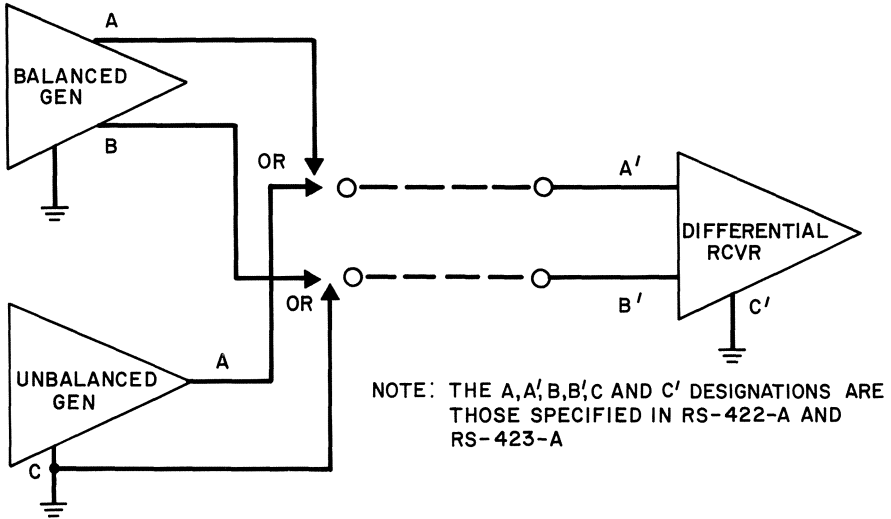 A
BALANCED
GEN
B
OR
A′
DIFFERENTIAL
RCVR
OR
B′
C′
A
UNBALANCED
GEN
C
NOTE: THE A,A′,B,B′,C AND C′ DESIGNATIONS ARE
THOSE SPECIFIED IN RS-422-A AND
RS-423-A